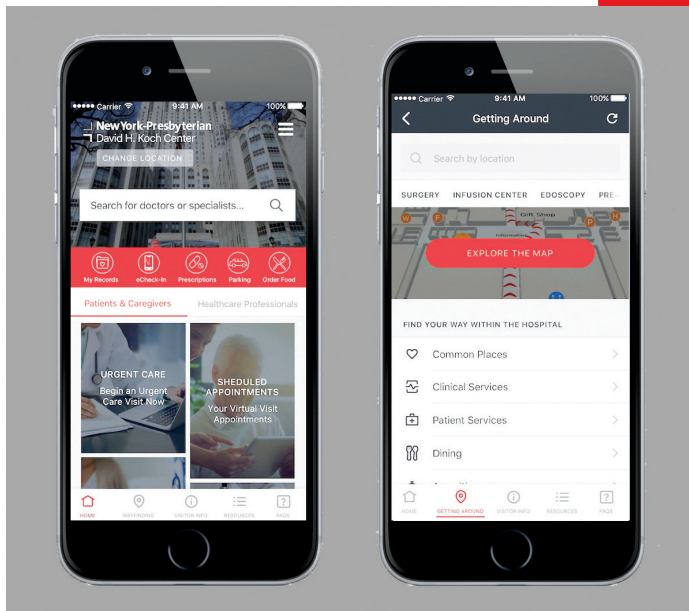 Carrier 9:41 AM 100%
NewYork-Presbyterian
David H. Koch Center
CHANGE LOCATION
Search for doctors or specialists...
My Records eCheck-In Prescriptions Parking Order Food
Patients & Caregivers Healthcare Professionals
URGENT CARE
Begin an Urgent
Care Visit Now
SHEDULED
APPOINTMENTS
Your Virtual Visit
Appointments
HOME WAYFINDING VISITOR INFO RESOURCES FAQS
Carrier 9:41 AM 100%
Getting Around
Search by location
SURGERY INFUSION CENTER EDOSCOPY PRE-
Gift Shop
W F P H
Information
EXPLORE THE MAP
FIND YOUR WAY WITHIN THE HOSPITAL
Common Places
Clinical Services
Patient Services
Dining
HOME GETTING AROUND VISITOR INFO RESOURCES FAQS